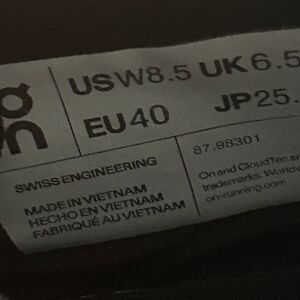 on
USW8.5 UK6.5
EU40 JP25.
SWISS ENGINEERING
MADE IN VIETNAM
HECHO EN VIETNAM
FABRIQUÉ AU VIETNAM
87.98301
On and CloudTec are
trademarks.
on-running.com